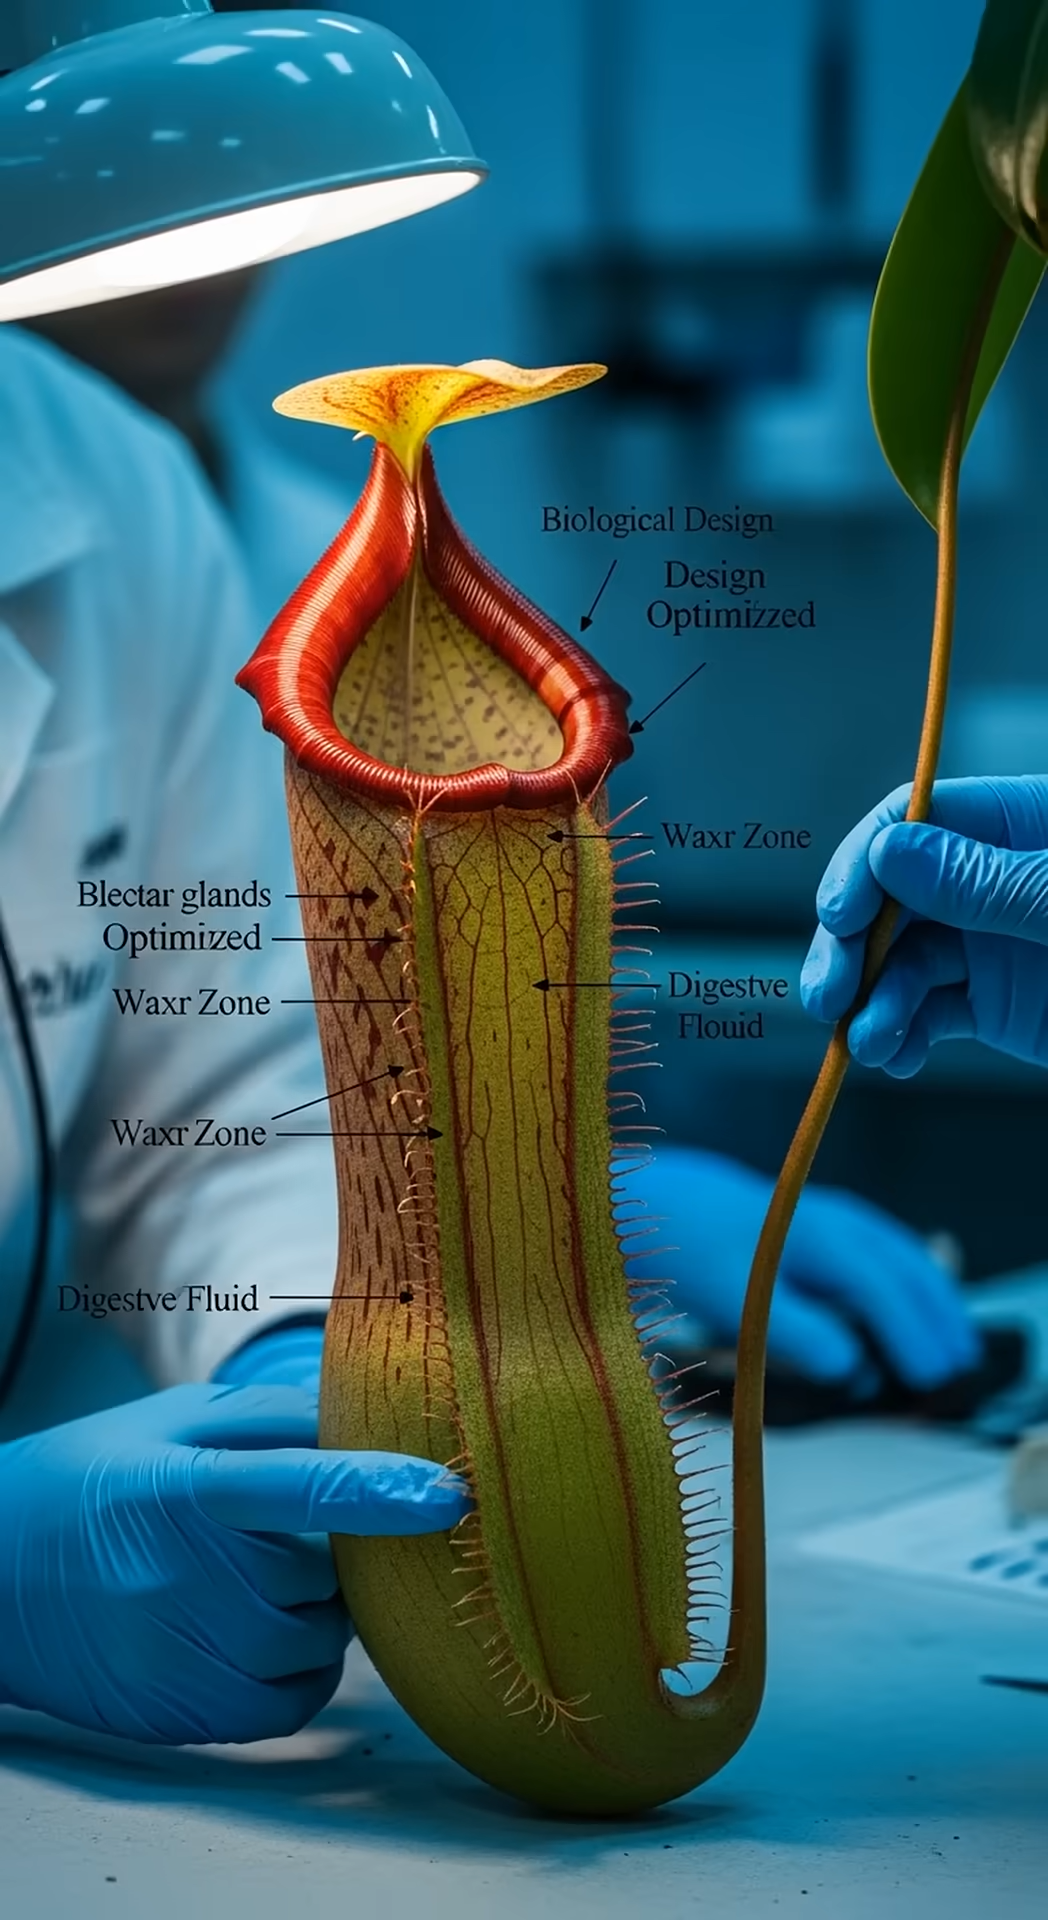 Biological Design
Design
Optimizzed
Waxr Zone
Blectar glands
Optimized
Waxr Zone
Digestve
Flouid
Waxr Zone
Digestve Fluid